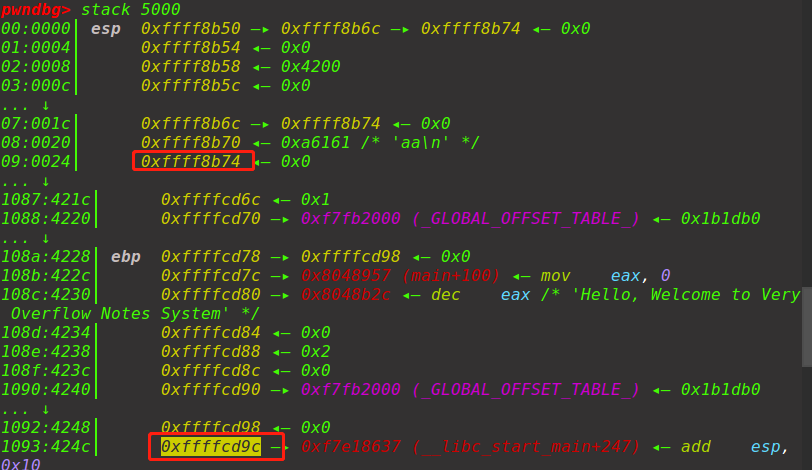 pwndbg> stack 5000
00:0000│ esp 0xffff8b50 —▸ 0xffff8b6c —▸ 0xffff8b74 ◂— 0x0
01:0004│ 0xffff8b54 ◂— 0x0
02:0008│ 0xffff8b58 ◂— 0x4200
03:000c│ 0xffff8b5c ◂— 0x0
... ↓
07:001c│ 0xffff8b6c —▸ 0xffff8b74 ◂— 0x0
08:0020│ 0xffff8b70 ◂— 0xa6161 /* 'aa\n' */
09:0024│ 0xffff8b74 ◂— 0x0
... ↓
1087:421c│ 0xffffcd6c ◂— 0x1
1088:4220│ 0xffffcd70 —▸ 0xf7fb2000 (_GLOBAL_OFFSET_TABLE_) ◂— 0x1b1db0
... ↓
108a:4228│ ebp 0xffffcd78 —▸ 0xffffcd98 ◂— 0x0
108b:422c│ 0xffffcd7c —▸ 0x8048957 (main+100) ◂— mov eax, 0
108c:4230│ 0xffffcd80 —▸ 0x8048b2c ◂— dec eax /* 'Hello, Welcome to Very
Overflow Notes System' */
108d:4234│ 0xffffcd84 ◂— 0x0
108e:4238│ 0xffffcd88 ◂— 0x2
108f:423c│ 0xffffcd8c ◂— 0x0
1090:4240│ 0xffffcd90 —▸ 0xf7fb2000 (_GLOBAL_OFFSET_TABLE_) ◂— 0x1b1db0
... ↓
1092:4248│ 0xffffcd98 ◂— 0x0
1093:424c│ 0xffffcd9c —▸ 0xf7e18637 (__libc_start_main+247) ◂— add esp,
0x10